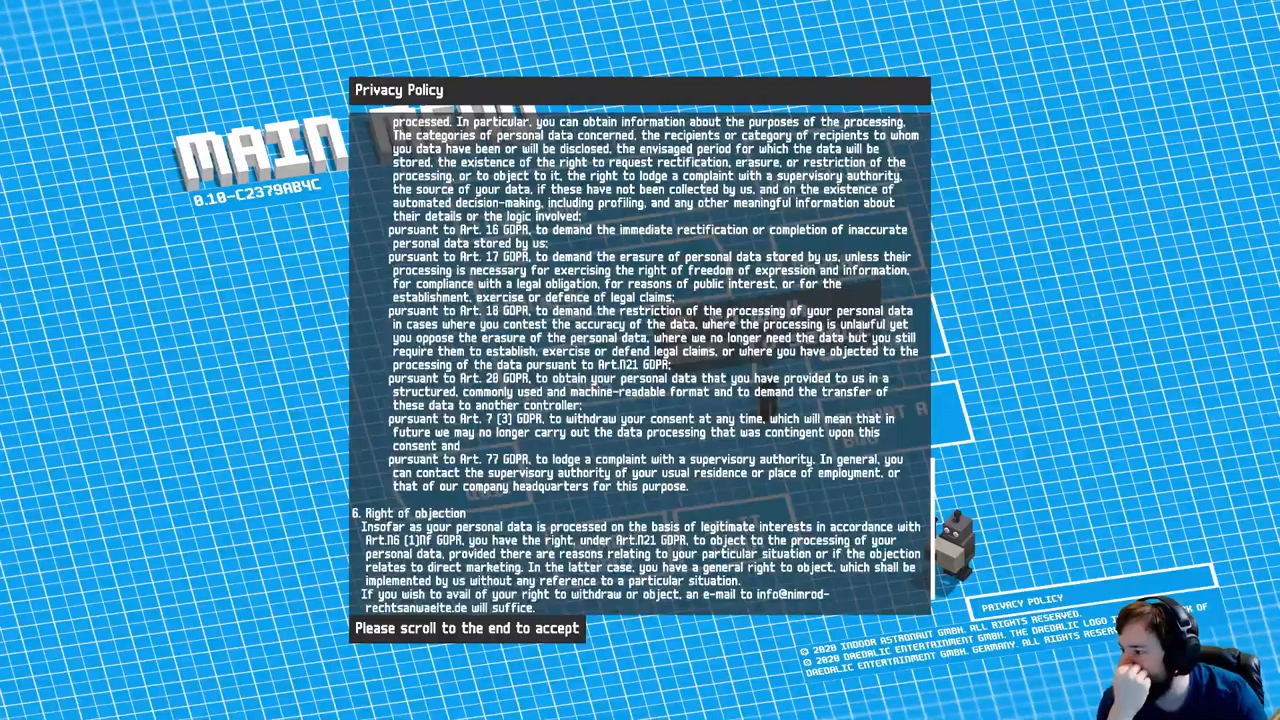 Privacy Policy
MAIN
0.10-C2379AB4C
processed. In particular, you can obtain information about the purposes of the processing,
The categories of personal data concerned, the recipients or category of recipients to whom
you data have been or will be disclosed, the envisaged period for which the data will be
stored, the existence of the right to request rectification, erasure, or restriction of the
processing, or to object to it, the right to lodge a complaint with a supervisory authority,
the source of your data, if these have not been collected by us, and on the existence of
automated decision-making, including profiling, and any other meaningful information about
their details or the logic involved;
pursuant to Art. 16 GDPR, to demand the immediate rectification or completion of inaccurate
personal data stored by us;
pursuant to Art. 17 GDPR, to demand the erasure of personal data stored by us, unless their
processing is necessary for exercising the right of freedom of expression and information,
for compliance with a legal obligation, for reasons of public interest, or for the
establishment, exercise or defence of legal claims;
pursuant to Art. 18 GDPR, to demand the restriction of the processing of your personal data
in cases where you contest the accuracy of the data, where the processing is unlawful yet
you oppose the erasure of the personal data, where we no longer need the data but you still
require them to establish, exercise or defend legal claims, or where you have objected to the
processing of the data pursuant to Art.П21 GDPR;
pursuant to Art. 20 GDPR, to obtain your personal data that you have provided to us in a
structured, commonly used and machine-readable format and to demand the transfer of
these data to another controller;
pursuant to Art. 7 [3] GDPR, to withdraw your consent at any time, which will mean that in
future we may no longer carry out the data processing that was contingent upon this
consent and
pursuant to Art. 77 GDPR, to lodge a complaint with a supervisory authority. In general, you
can contact the supervisory authority of your usual residence or place of employment, or
that of our company headquarters for this purpose.
6. Right of objection
Insofar as your personal data is processed on the basis of legitimate interests in accordance with
Art.П6 [1]Пf GDPR, you have the right, under Art.П21 GDPR, to object to the processing of your
personal data, provided there are reasons relating to your particular situation or if the objection
relates to direct marketing. In the latter case, you have a general right to object, which shall be
implemented by us without any reference to a particular situation.
If you wish to avail of your right to withdraw or object, an e-mail to info@nimrod-
rechtsanwaelte.de will suffice.
Please scroll to the end to accept
PRIVACY POLICY
© 2020 INDOOR ASTRONAUT GMBH. ALL RIGHTS RESERVED.
© 2020 DAEDALIC ENTERTAINMENT GMBH. THE DAEDALIC LOGO
OF
DAEDALIC ENTERTAINMENT GMBH. GERMANY. ALL RIGHTS